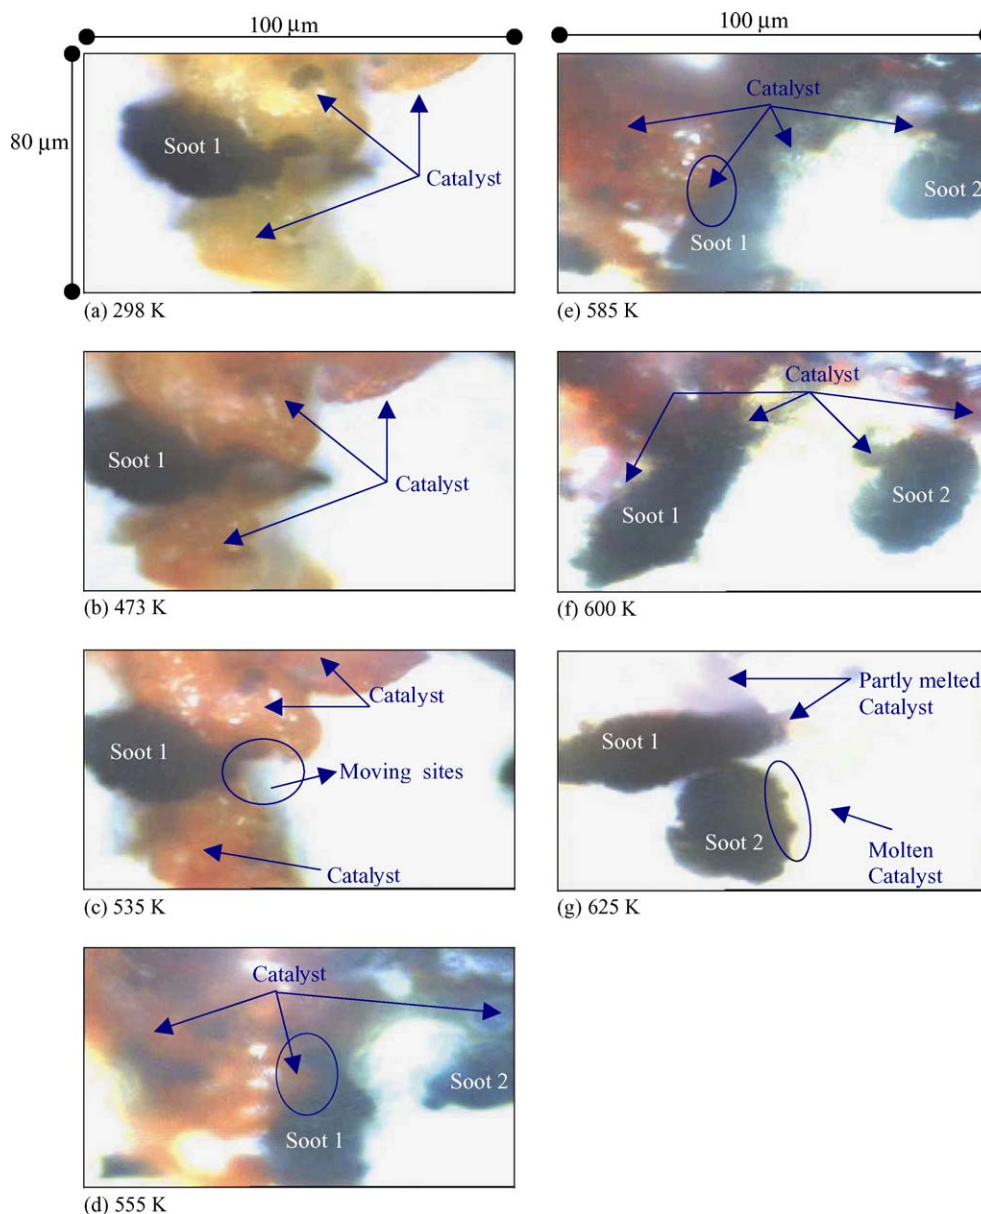 100 µm
80 µm
Soot 1
Catalyst
(a) 298 K
Soot 1
Catalyst
(b) 473 K
Catalyst
Soot 1
Moving sites
Catalyst
(c) 535 K
Catalyst
Soot 2
Soot 1
(d) 555 K
100 µm
Catalyst
Soot 2
Soot 1
(e) 585 K
Catalyst
Soot 2
Soot 1
(f) 600 K
Partly melted
Catalyst
Soot 1
Soot 2
Molten
Catalyst
(g) 625 K